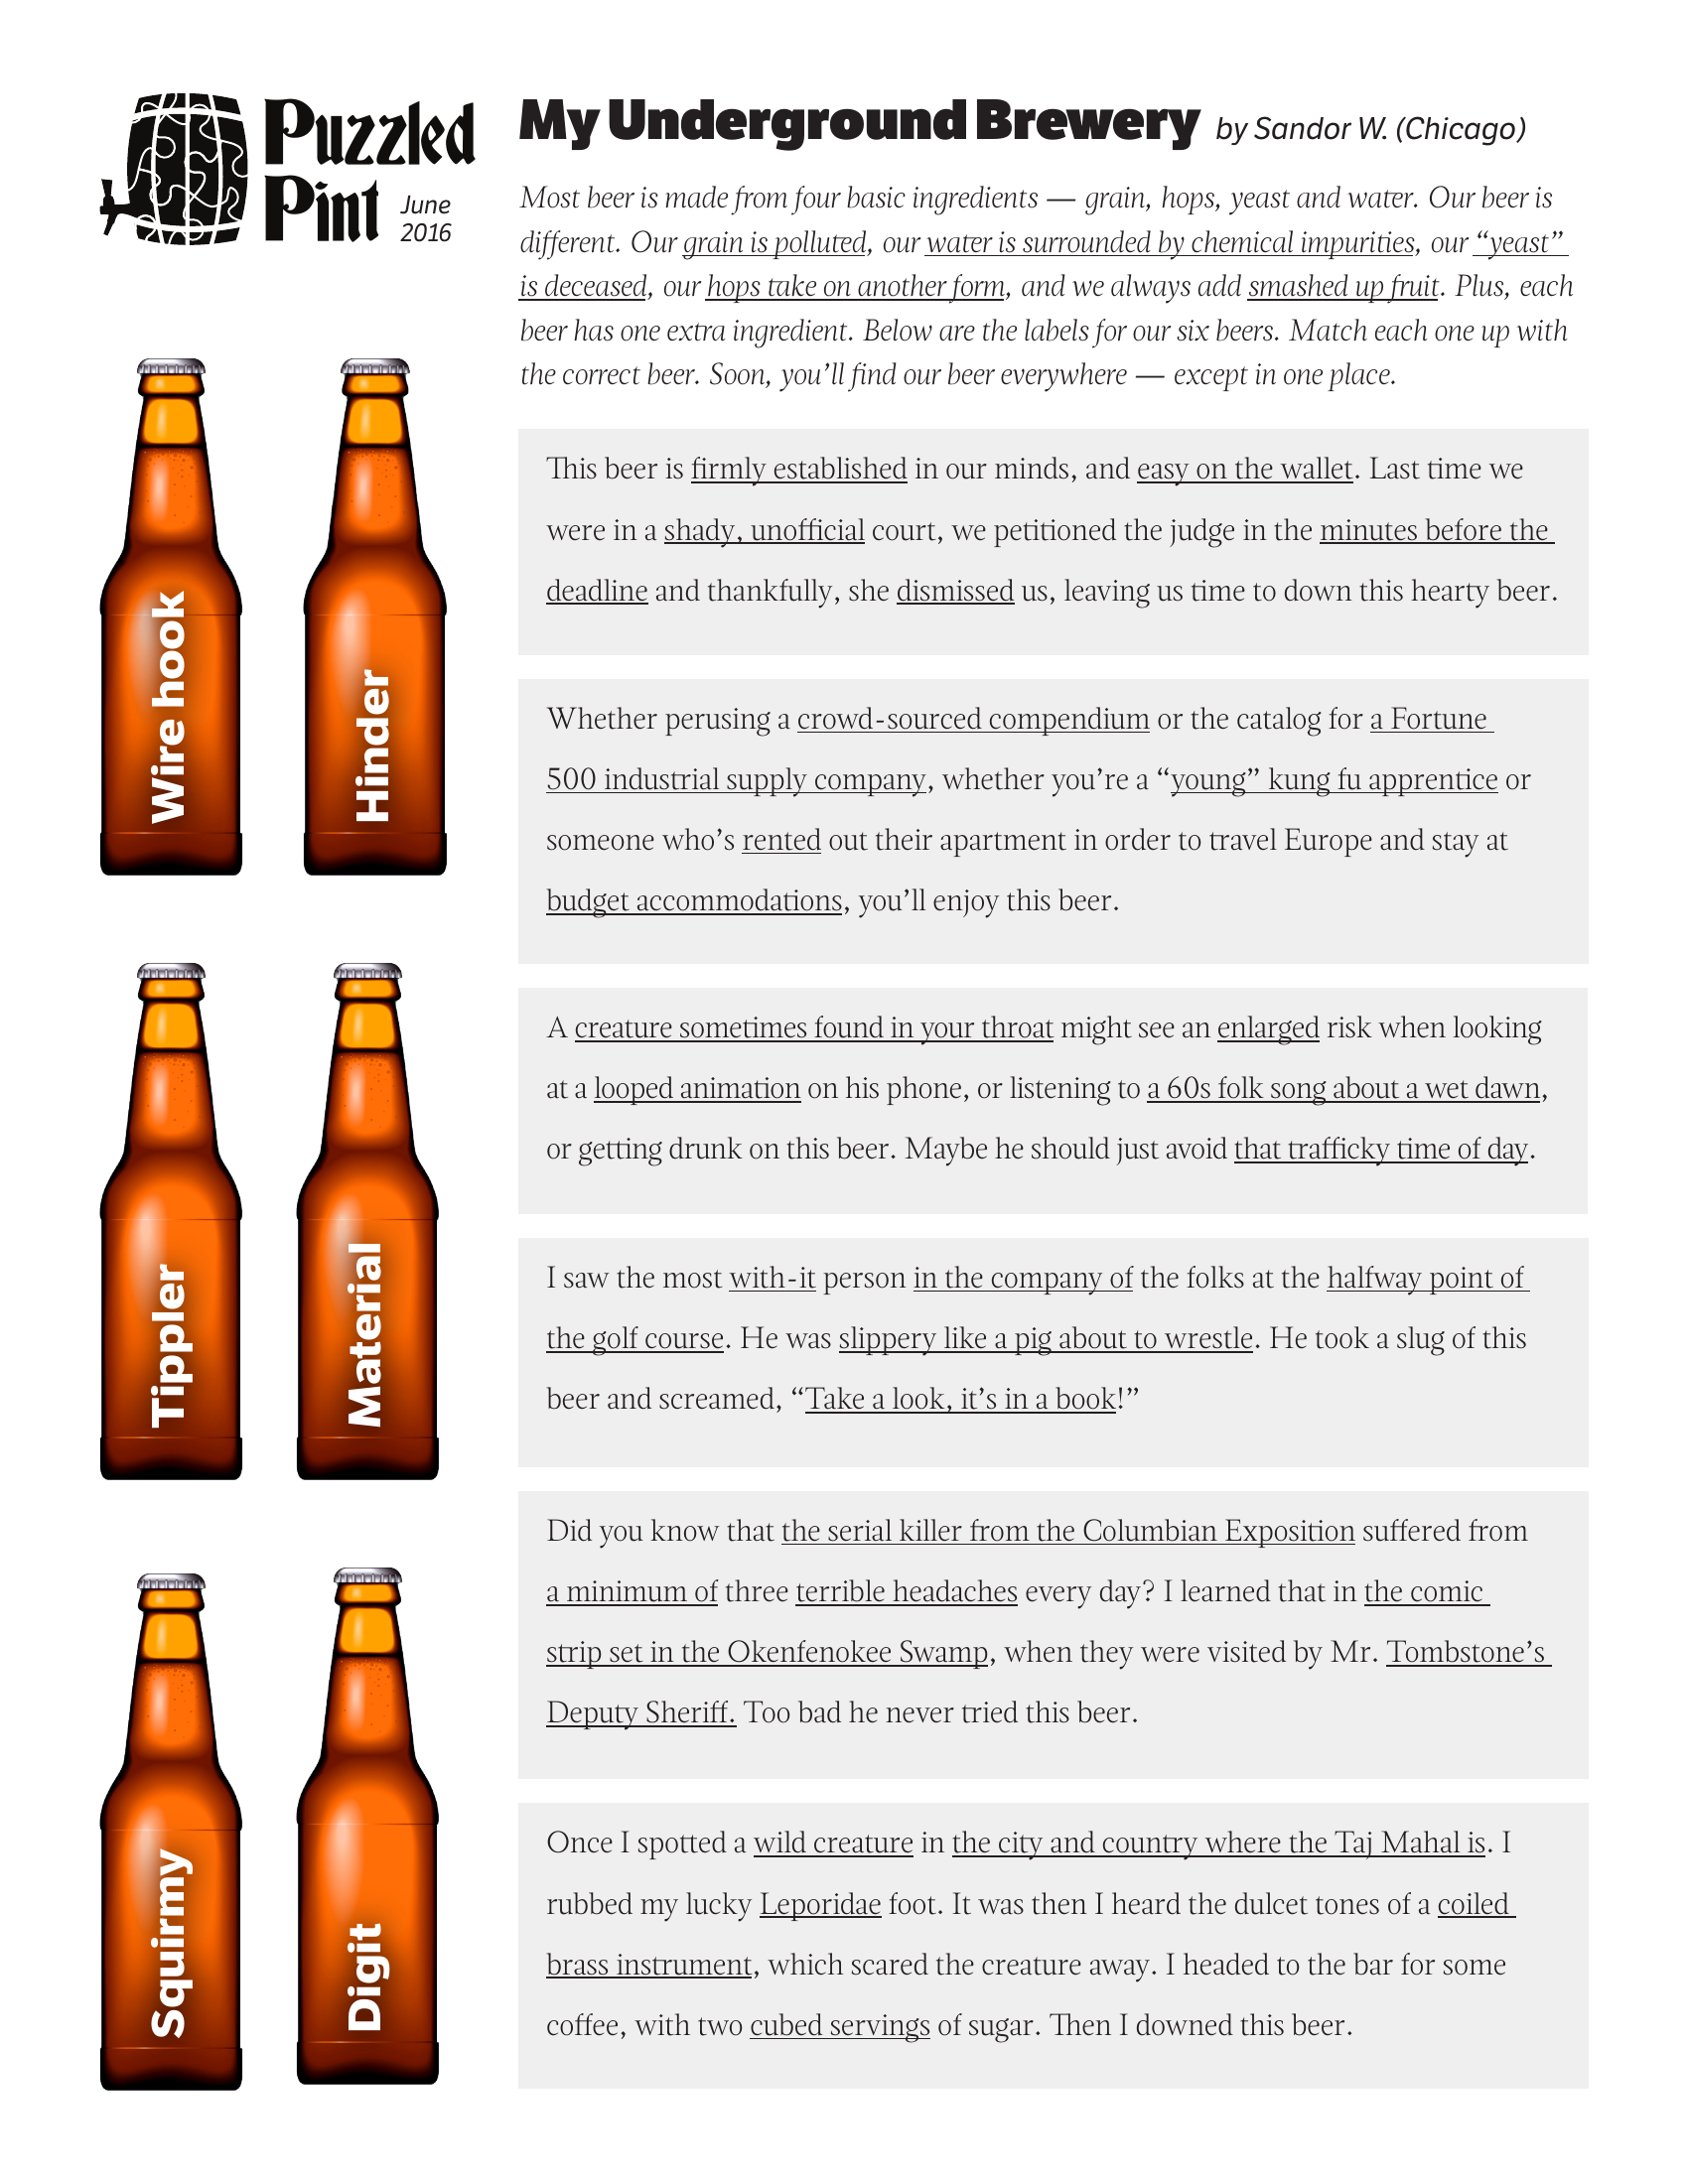 Puzzled
Pint
June
2016
My Underground Brewery by Sandor W. (Chicago)
Most beer is made from four basic ingredients — grain, hops, yeast and water. Our beer is
different. Our grain is polluted, our water is surrounded by chemical impurities, our “yeast”
is deceased, our hops take on another form, and we always add smashed up fruit. Plus, each
beer has one extra ingredient. Below are the labels for our six beers. Match each one up with
the correct beer. Soon, you’ll find our beer everywhere — except in one place.
Wire hook
Hinder
Tippler
Material
Squirmy
Digit
This beer is firmly established in our minds, and easy on the wallet. Last time we
were in a shady, unofficial court, we petitioned the judge in the minutes before the
deadline and thankfully, she dismissed us, leaving us time to down this hearty beer.
Whether perusing a crowd-sourced compendium or the catalog for a Fortune
500 industrial supply company, whether you’re a “young” kung fu apprentice or
someone who’s rented out their apartment in order to travel Europe and stay at
budget accommodations, you’ll enjoy this beer.
A creature sometimes found in your throat might see an enlarged risk when looking
at a looped animation on his phone, or listening to a 60s folk song about a wet dawn,
or getting drunk on this beer. Maybe he should just avoid that trafficky time of day.
I saw the most with-it person in the company of the folks at the halfway point of
the golf course. He was slippery like a pig about to wrestle. He took a slug of this
beer and screamed, “Take a look, it’s in a book!”
Did you know that the serial killer from the Columbian Exposition suffered from
a minimum of three terrible headaches every day? I learned that in the comic
strip set in the Okenfenokee Swamp, when they were visited by Mr. Tombstone’s
Deputy Sheriff. Too bad he never tried this beer.
Once I spotted a wild creature in the city and country where the Taj Mahal is. I
rubbed my lucky Leporidae foot. It was then I heard the dulcet tones of a coiled
brass instrument, which scared the creature away. I headed to the bar for some
coffee, with two cubed servings of sugar. Then I downed this beer.